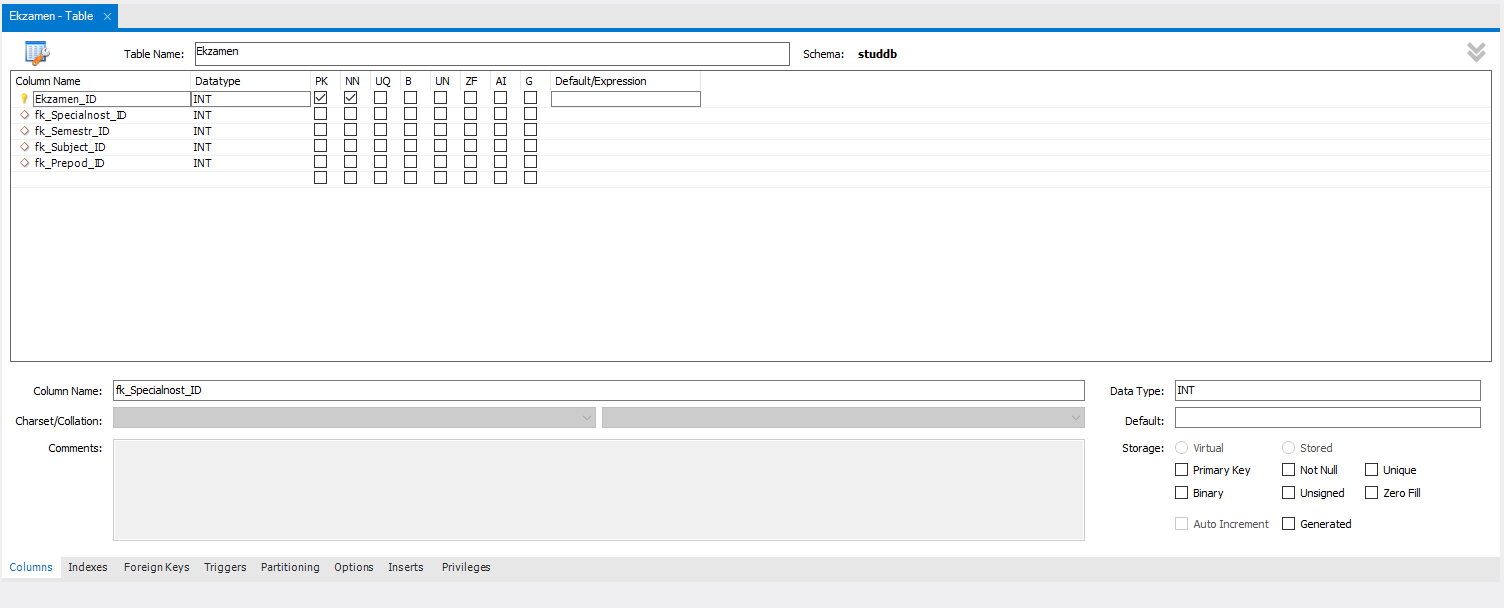 Ekzamen - Table ×
Table Name: Ekzamen Schema: studdb
Column Name Datatype PK NN UQ B UN ZF AI G Default/Expression
Ekzamen_ID INT
fk_Specialnost_ID INT
fk_Semestr_ID INT
fk_Subject_ID INT
fk_Prepod_ID INT
Column Name: fk_Specialnost_ID Data Type: INT
Charset/Collation: Default:
Comments: Storage: Virtual Stored
Primary Key Not Null Unique
Binary Unsigned Zero Fill
Auto Increment Generated
Columns Indexes Foreign Keys Triggers Partitioning Options Inserts Privileges